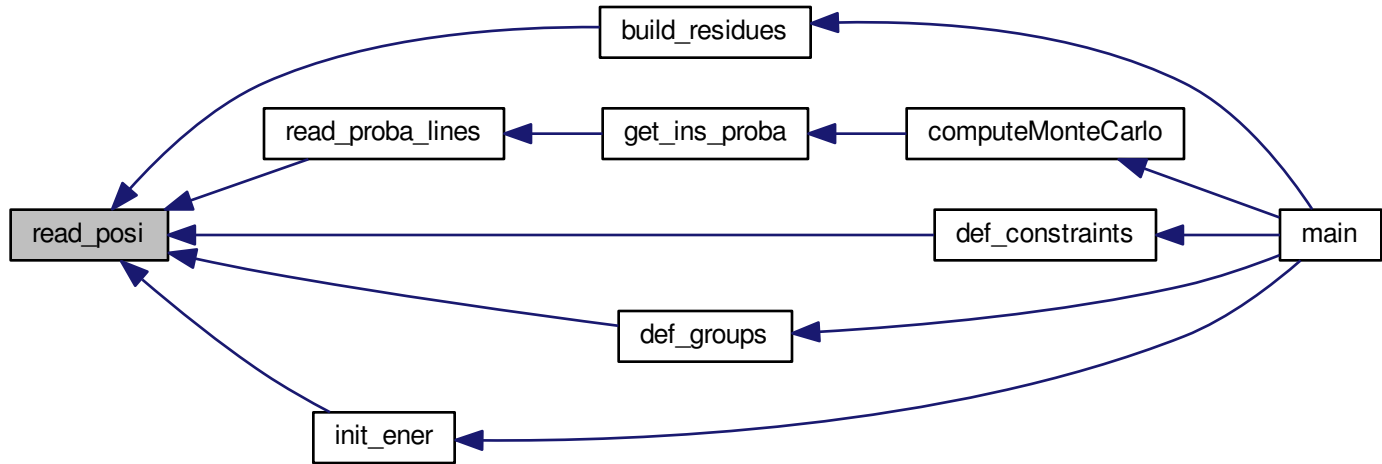 build_residues
read_proba_lines
get_ins_proba
computeMonteCarlo
read_posi
def_constraints
main
def_groups
init_ener